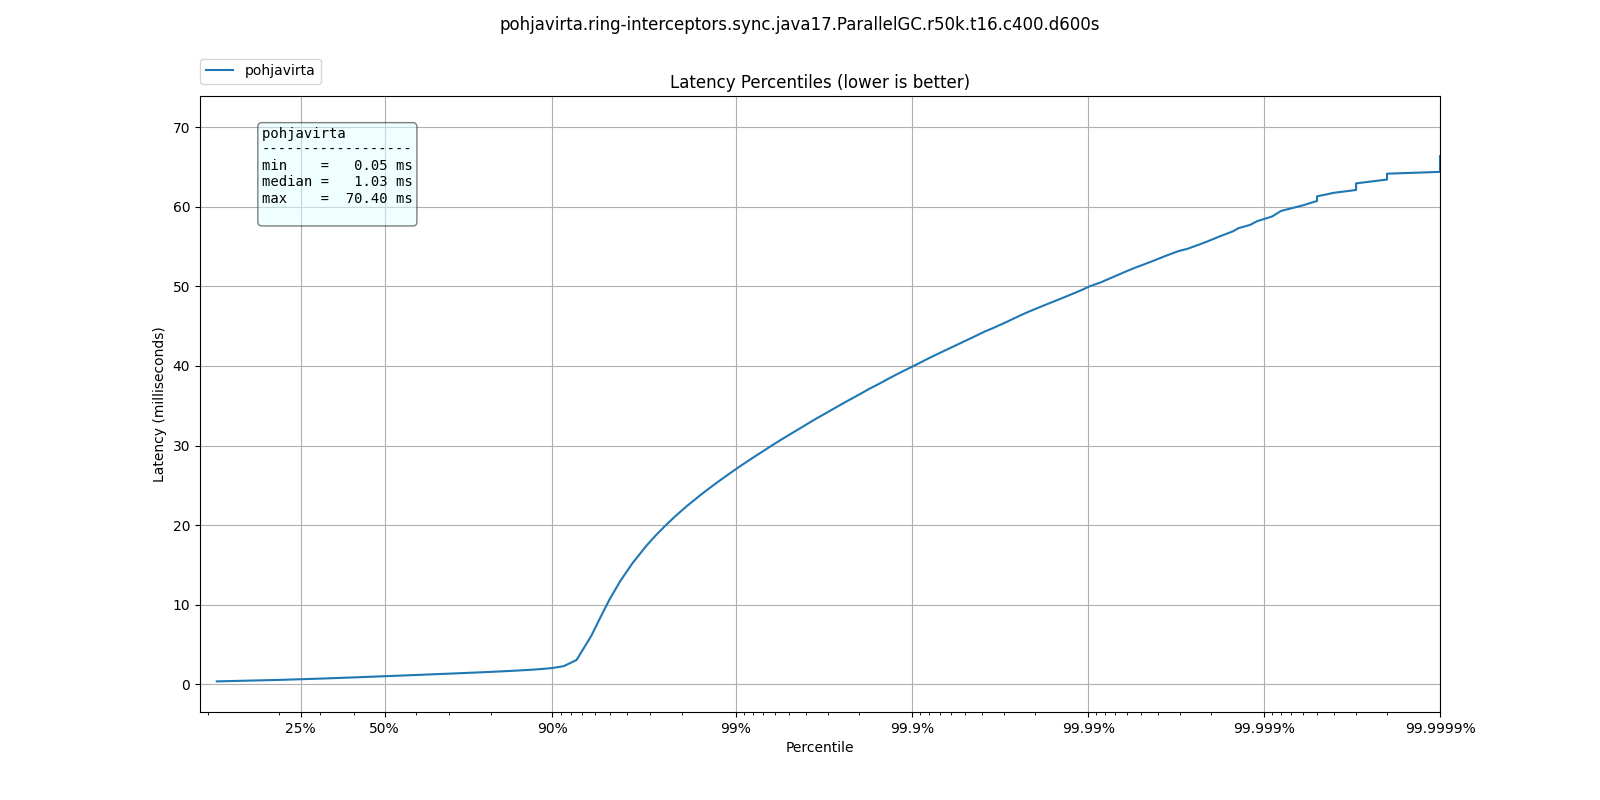 pohjavirta.ring-interceptors.sync.java17.ParallelGC.r50k.t16.c400.d600s
pohjavirta
Latency Percentiles (lower is better)
pohjavirta
------------------
min    =   0.05 ms
median =   1.03 ms
max    =  70.40 ms
70
60
50
40
30
20
10
0
Latency (milliseconds)
25% 50% 90% 99% 99.9% 99.99% 99.999% 99.9999%
Percentile